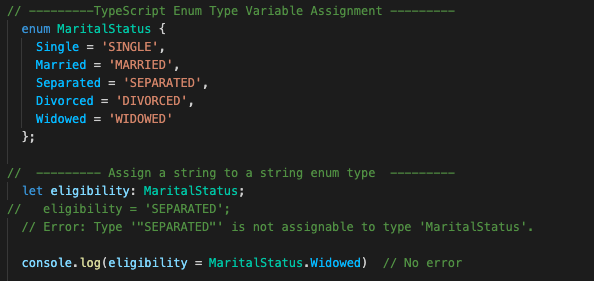 // ---------TypeScript Enum Type Variable Assignment ---------
enum MaritalStatus {
Single = 'SINGLE',
Married = 'MARRIED',
Separated = 'SEPARATED',
Divorced = 'DIVORCED',
Widowed = 'WIDOWED'
};
// --------- Assign a string to a string enum type ---------
let eligibility: MaritalStatus;
// eligibility = 'SEPARATED';
// Error: Type '"SEPARATED"' is not assignable to type 'MaritalStatus'.
console.log(eligibility = MaritalStatus.Widowed) // No error